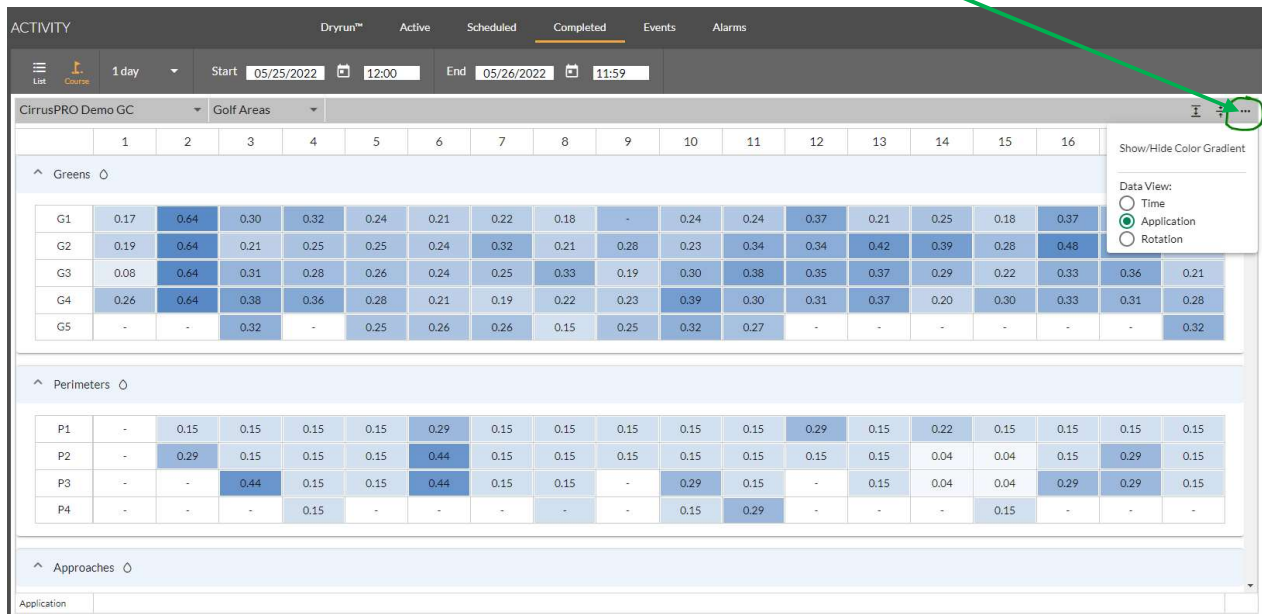 ACTIVITY Dryrun™ Active Scheduled Completed Events Alarms
List Course 1 day Start 05/25/2022 12:00 End 05/26/2022 11:59
CirrusPRO Demo GC Golf Areas
1 2 3 4 5 6 7 8 9 10 11 12 13 14 15 16
Show/Hide Color Gradient
Data View:
Time
Application
Rotation
Greens
G1 0.17 0.64 0.30 0.32 0.24 0.21 0.22 0.18 - 0.24 0.24 0.37 0.21 0.25 0.18 0.37
G2 0.19 0.64 0.21 0.25 0.25 0.24 0.32 0.21 0.28 0.23 0.34 0.34 0.42 0.39 0.28 0.48
G3 0.08 0.64 0.31 0.28 0.26 0.24 0.25 0.33 0.19 0.30 0.38 0.35 0.37 0.29 0.22 0.33 0.36 0.21
G4 0.26 0.64 0.38 0.36 0.28 0.21 0.19 0.22 0.23 0.39 0.30 0.31 0.37 0.20 0.30 0.33 0.31 0.28
G5 - - 0.32 - 0.25 0.26 0.26 0.15 0.25 0.32 0.27 - - - - - - 0.32
Perimeters
P1 - 0.15 0.15 0.15 0.15 0.29 0.15 0.15 0.15 0.15 0.15 0.29 0.15 0.22 0.15 0.15 0.15 0.15
P2 - 0.29 0.15 0.15 0.15 0.44 0.15 0.15 0.15 0.15 0.15 0.15 0.15 0.04 0.04 0.15 0.29 0.15
P3 - - 0.44 0.15 0.15 0.44 0.15 0.15 - 0.29 0.15 - 0.15 0.04 0.04 0.29 0.29 0.15
P4 - - - 0.15 - - - - - 0.15 0.29 - - - 0.15 - - -
Approaches
Application